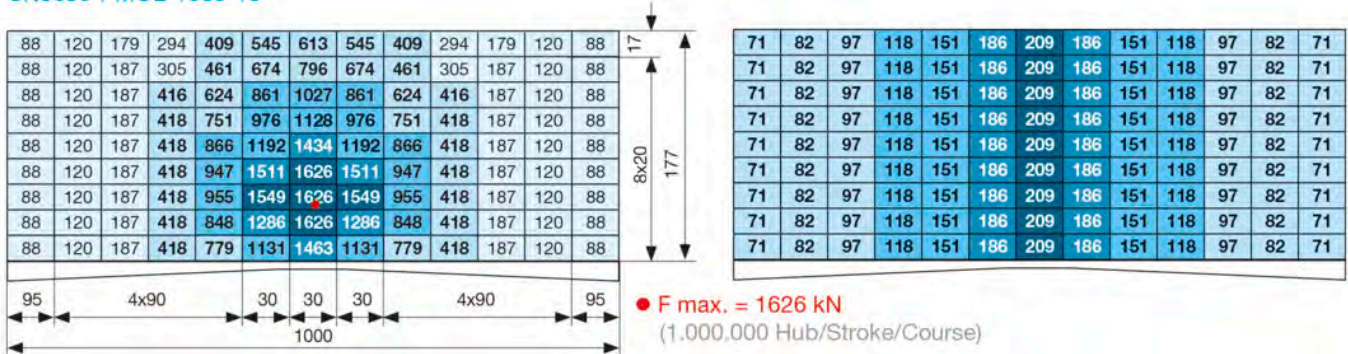 88 120 179 294 409 545 613 545 409 294 179 120 88
88 120 187 305 461 674 796 674 461 305 187 120 88
88 120 187 416 624 861 1027 861 624 416 187 120 88
88 120 187 418 751 976 1128 976 751 418 187 120 88
88 120 187 418 866 1192 1434 1192 866 418 187 120 88
88 120 187 418 947 1511 1626 1511 947 418 187 120 88
88 120 187 418 955 1549 1626 1549 955 418 187 120 88
88 120 187 418 848 1286 1626 1286 848 418 187 120 88
88 120 187 418 779 1131 1463 1131 779 418 187 120 88
17
8x20
177
95 4x90 30 30 30 4x90 95
1000
71 82 97 118 151 186 209 186 151 118 97 82 71
71 82 97 118 151 186 209 186 151 118 97 82 71
71 82 97 118 151 186 209 186 151 118 97 82 71
71 82 97 118 151 186 209 186 151 118 97 82 71
71 82 97 118 151 186 209 186 151 118 97 82 71
71 82 97 118 151 186 209 186 151 118 97 82 71
71 82 97 118 151 186 209 186 151 118 97 82 71
71 82 97 118 151 186 209 186 151 118 97 82 71
71 82 97 118 151 186 209 186 151 118 97 82 71
F max. = 1626 kN
(1.000.000 Hub/Stroke/Course)